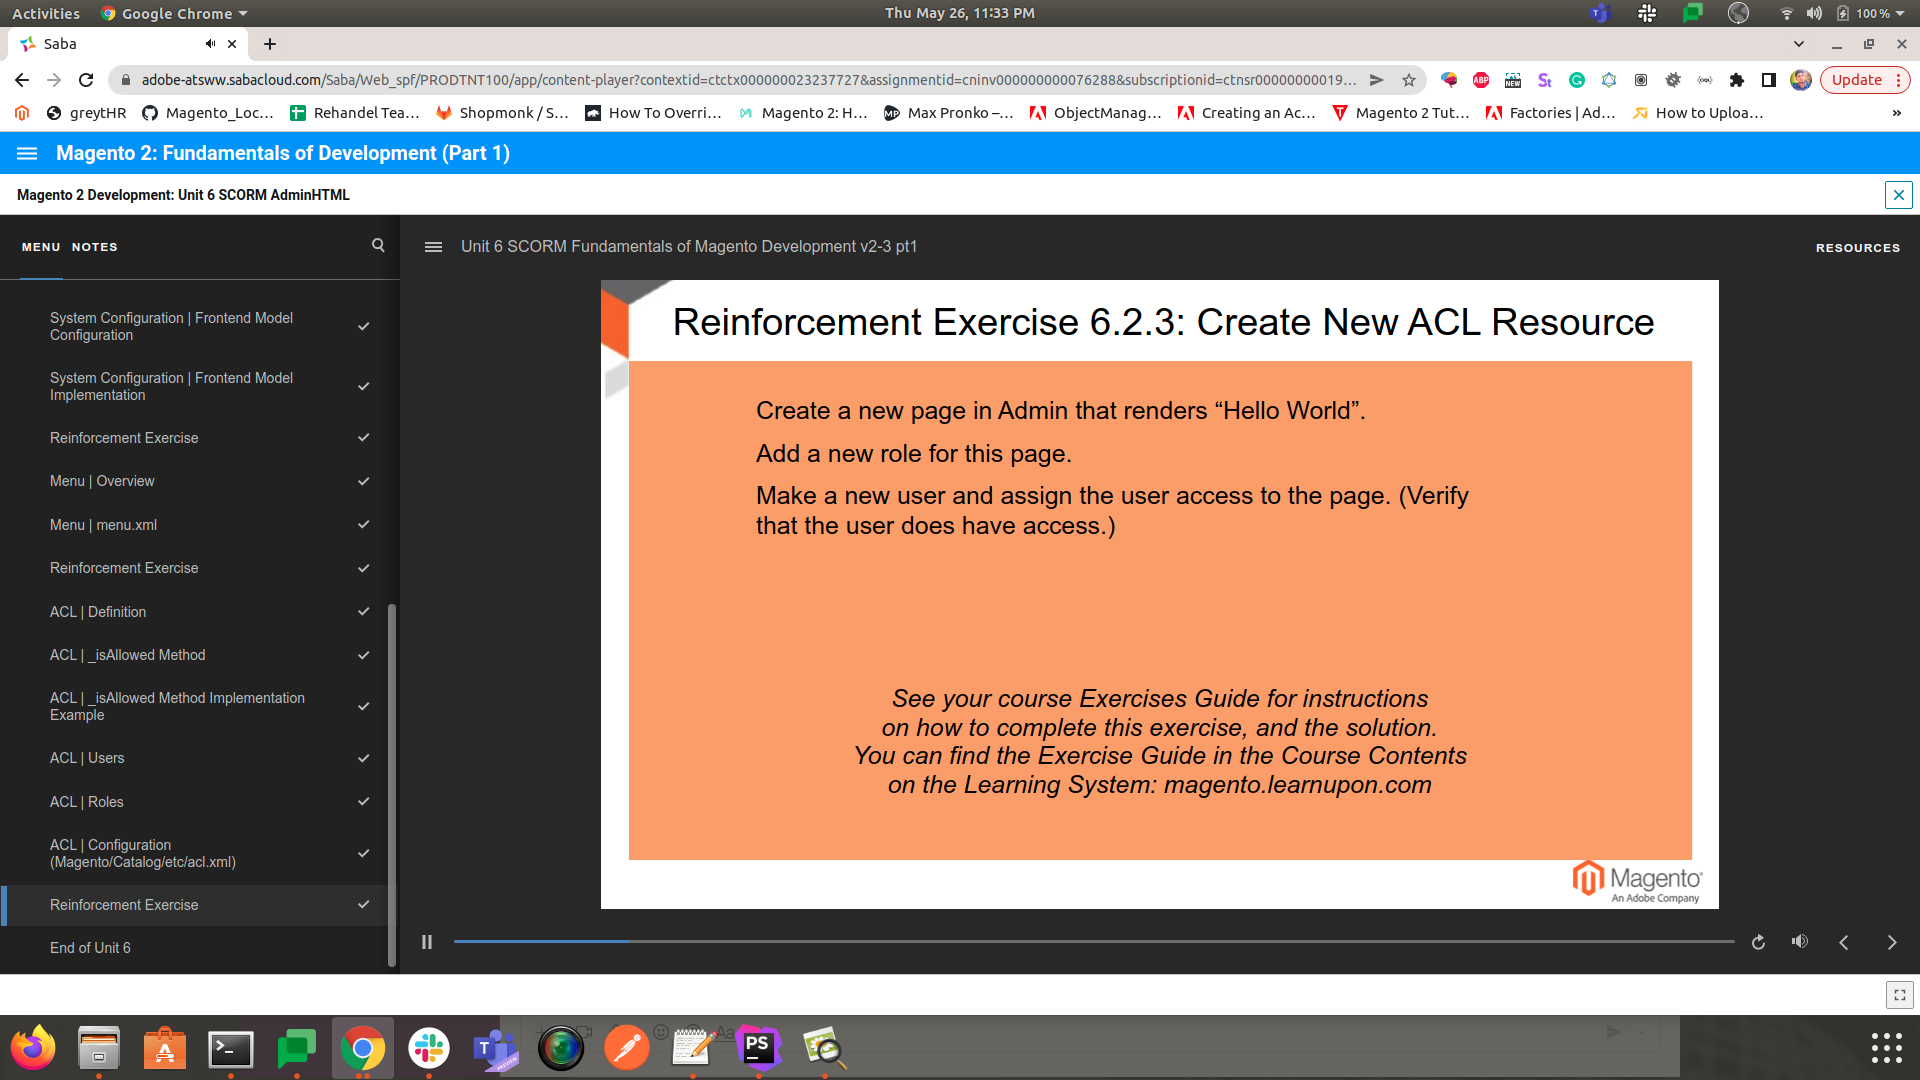 Activities
Google Chrome
Thu May 26, 11:33 PM
100 %
Saba
adobe-atsww.sabacloud.com/Saba/Web_spf/PRODTNT100/app/content-player?contextid=ctctx000000023237727&assignmentid=cninv000000000076288&subscriptionid=ctnsr00000000019...
ABP
NEW
St
Update
greytHR
Magento_Loc...
Rehandel Tea...
Shopmonk / S...
How To Overri...
Magento 2: H...
Max Pronko –...
ObjectManag...
Creating an Ac...
Magento 2 Tut...
Factories | Ad...
How to Uploa...
»
Magento 2: Fundamentals of Development (Part 1)
Magento 2 Development: Unit 6 SCORM AdminHTML
MENU
NOTES
Unit 6 SCORM Fundamentals of Magento Development v2-3 pt1
RESOURCES
System Configuration | Frontend Model
Configuration
System Configuration | Frontend Model
Implementation
Reinforcement Exercise
Menu | Overview
Menu | menu.xml
Reinforcement Exercise
ACL | Definition
ACL | _isAllowed Method
ACL | _isAllowed Method Implementation
Example
ACL | Users
ACL | Roles
ACL | Configuration
(Magento/Catalog/etc/acl.xml)
Reinforcement Exercise
End of Unit 6
Reinforcement Exercise 6.2.3: Create New ACL Resource
Create a new page in Admin that renders “Hello World”.
Add a new role for this page.
Make a new user and assign the user access to the page. (Verify
that the user does have access.)
See your course Exercises Guide for instructions
on how to complete this exercise, and the solution.
You can find the Exercise Guide in the Course Contents
on the Learning System: magento.learnupon.com
Magento
An Adobe Company
T
PS
Aa